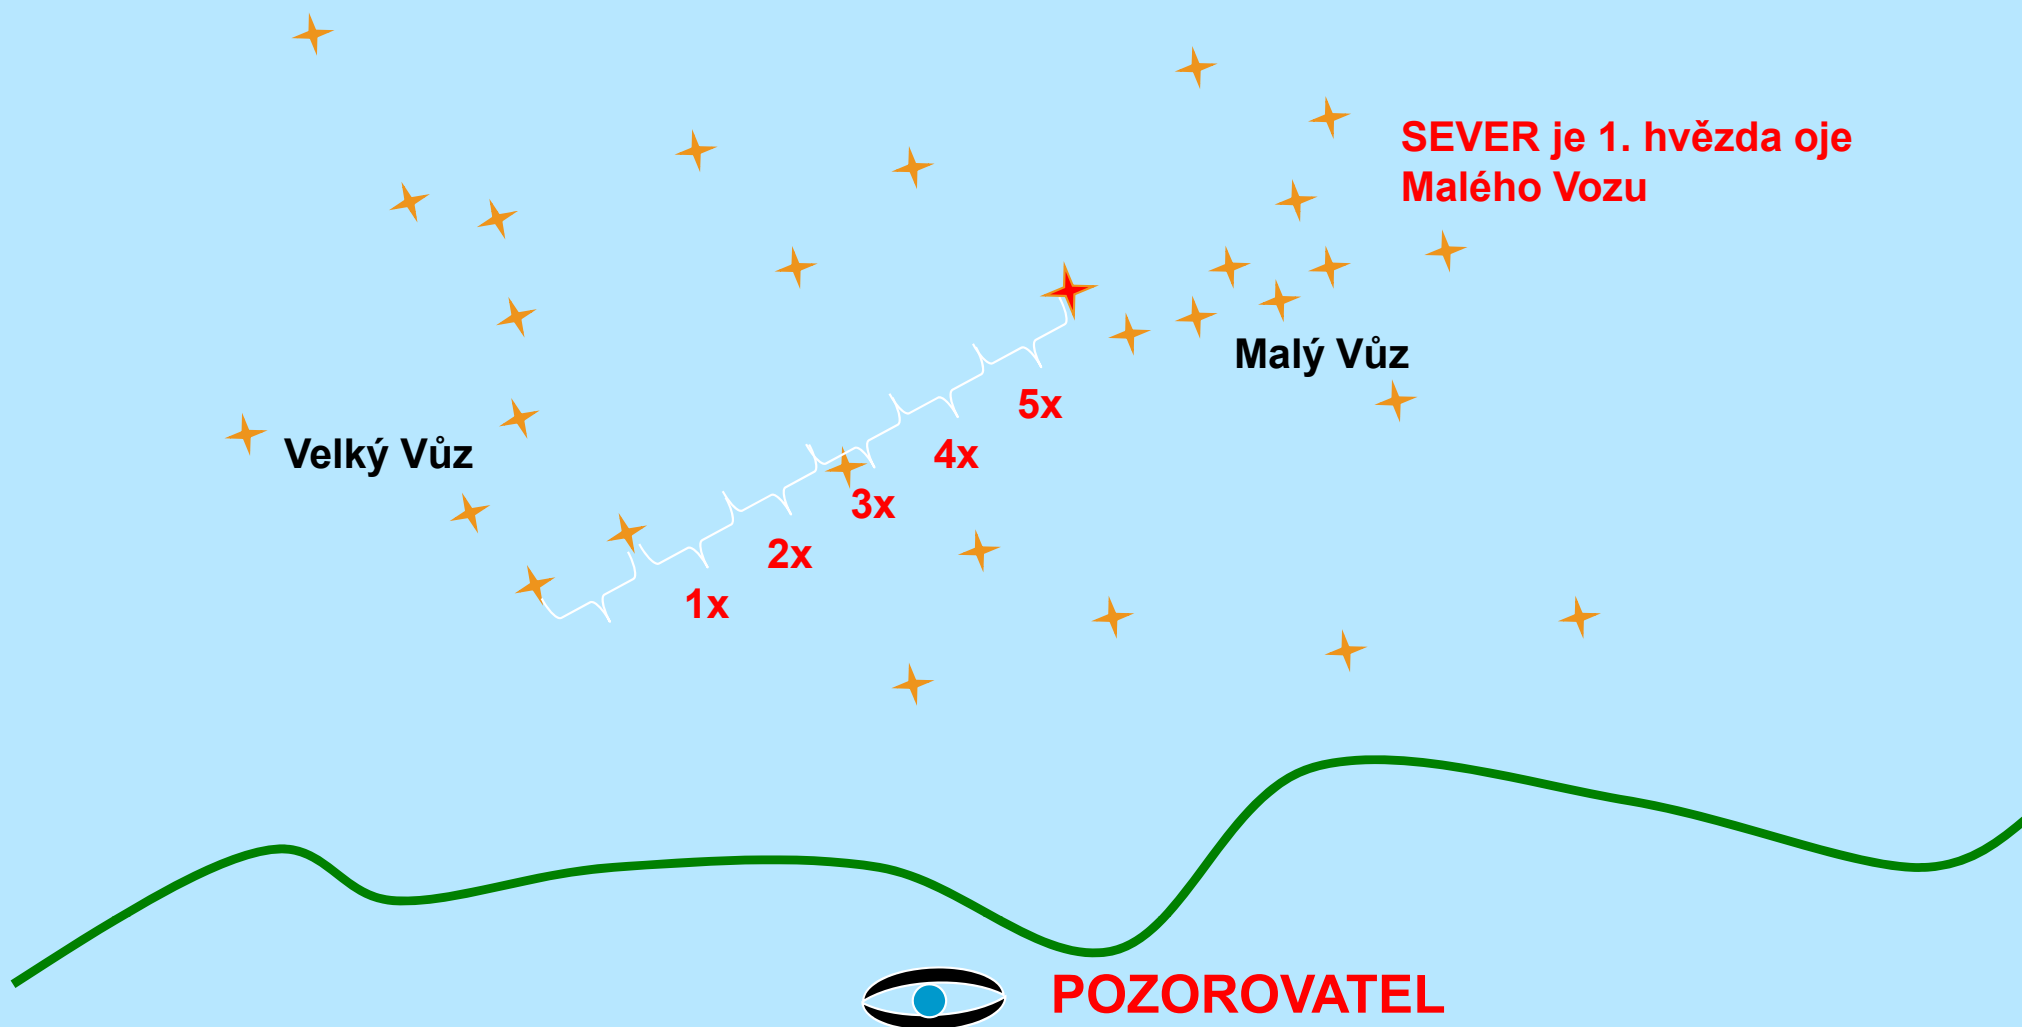 SEVER je 1. hvězda oje
Malého Vozu
Malý Vůz
5x
Velký Vůz
4x
3x
2x
1x
POZOROVATEL